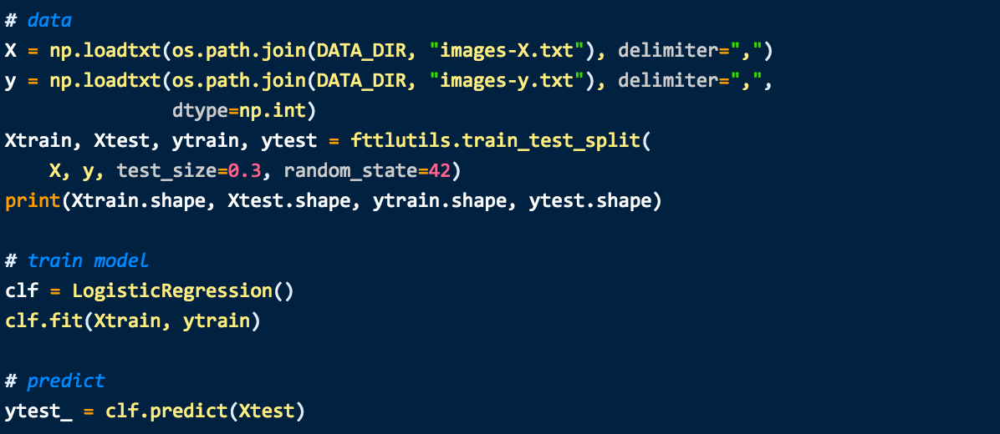 # data
X = np.loadtxt(os.path.join(DATA_DIR, "images-X.txt"), delimiter=",")
y = np.loadtxt(os.path.join(DATA_DIR, "images-y.txt"), delimiter=",",
               dtype=np.int)
Xtrain, Xtest, ytrain, ytest = fttlutils.train_test_split(
    X, y, test_size=0.3, random_state=42)
print(Xtrain.shape, Xtest.shape, ytrain.shape, ytest.shape)

# train model
clf = LogisticRegression()
clf.fit(Xtrain, ytrain)

# predict
ytest_ = clf.predict(Xtest)